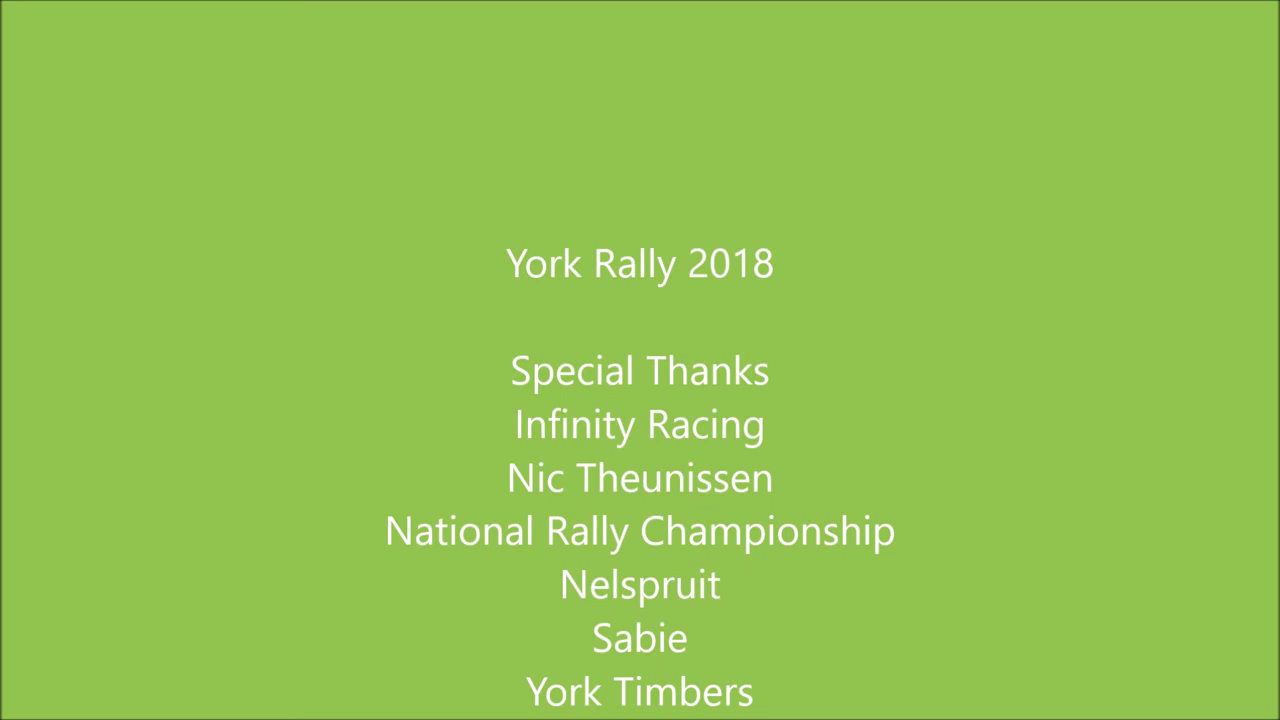 York Rally 2018
Special Thanks
Infinity Racing
Nic Theunissen
National Rally Championship
Nelspruit
Sabie
York Timbers